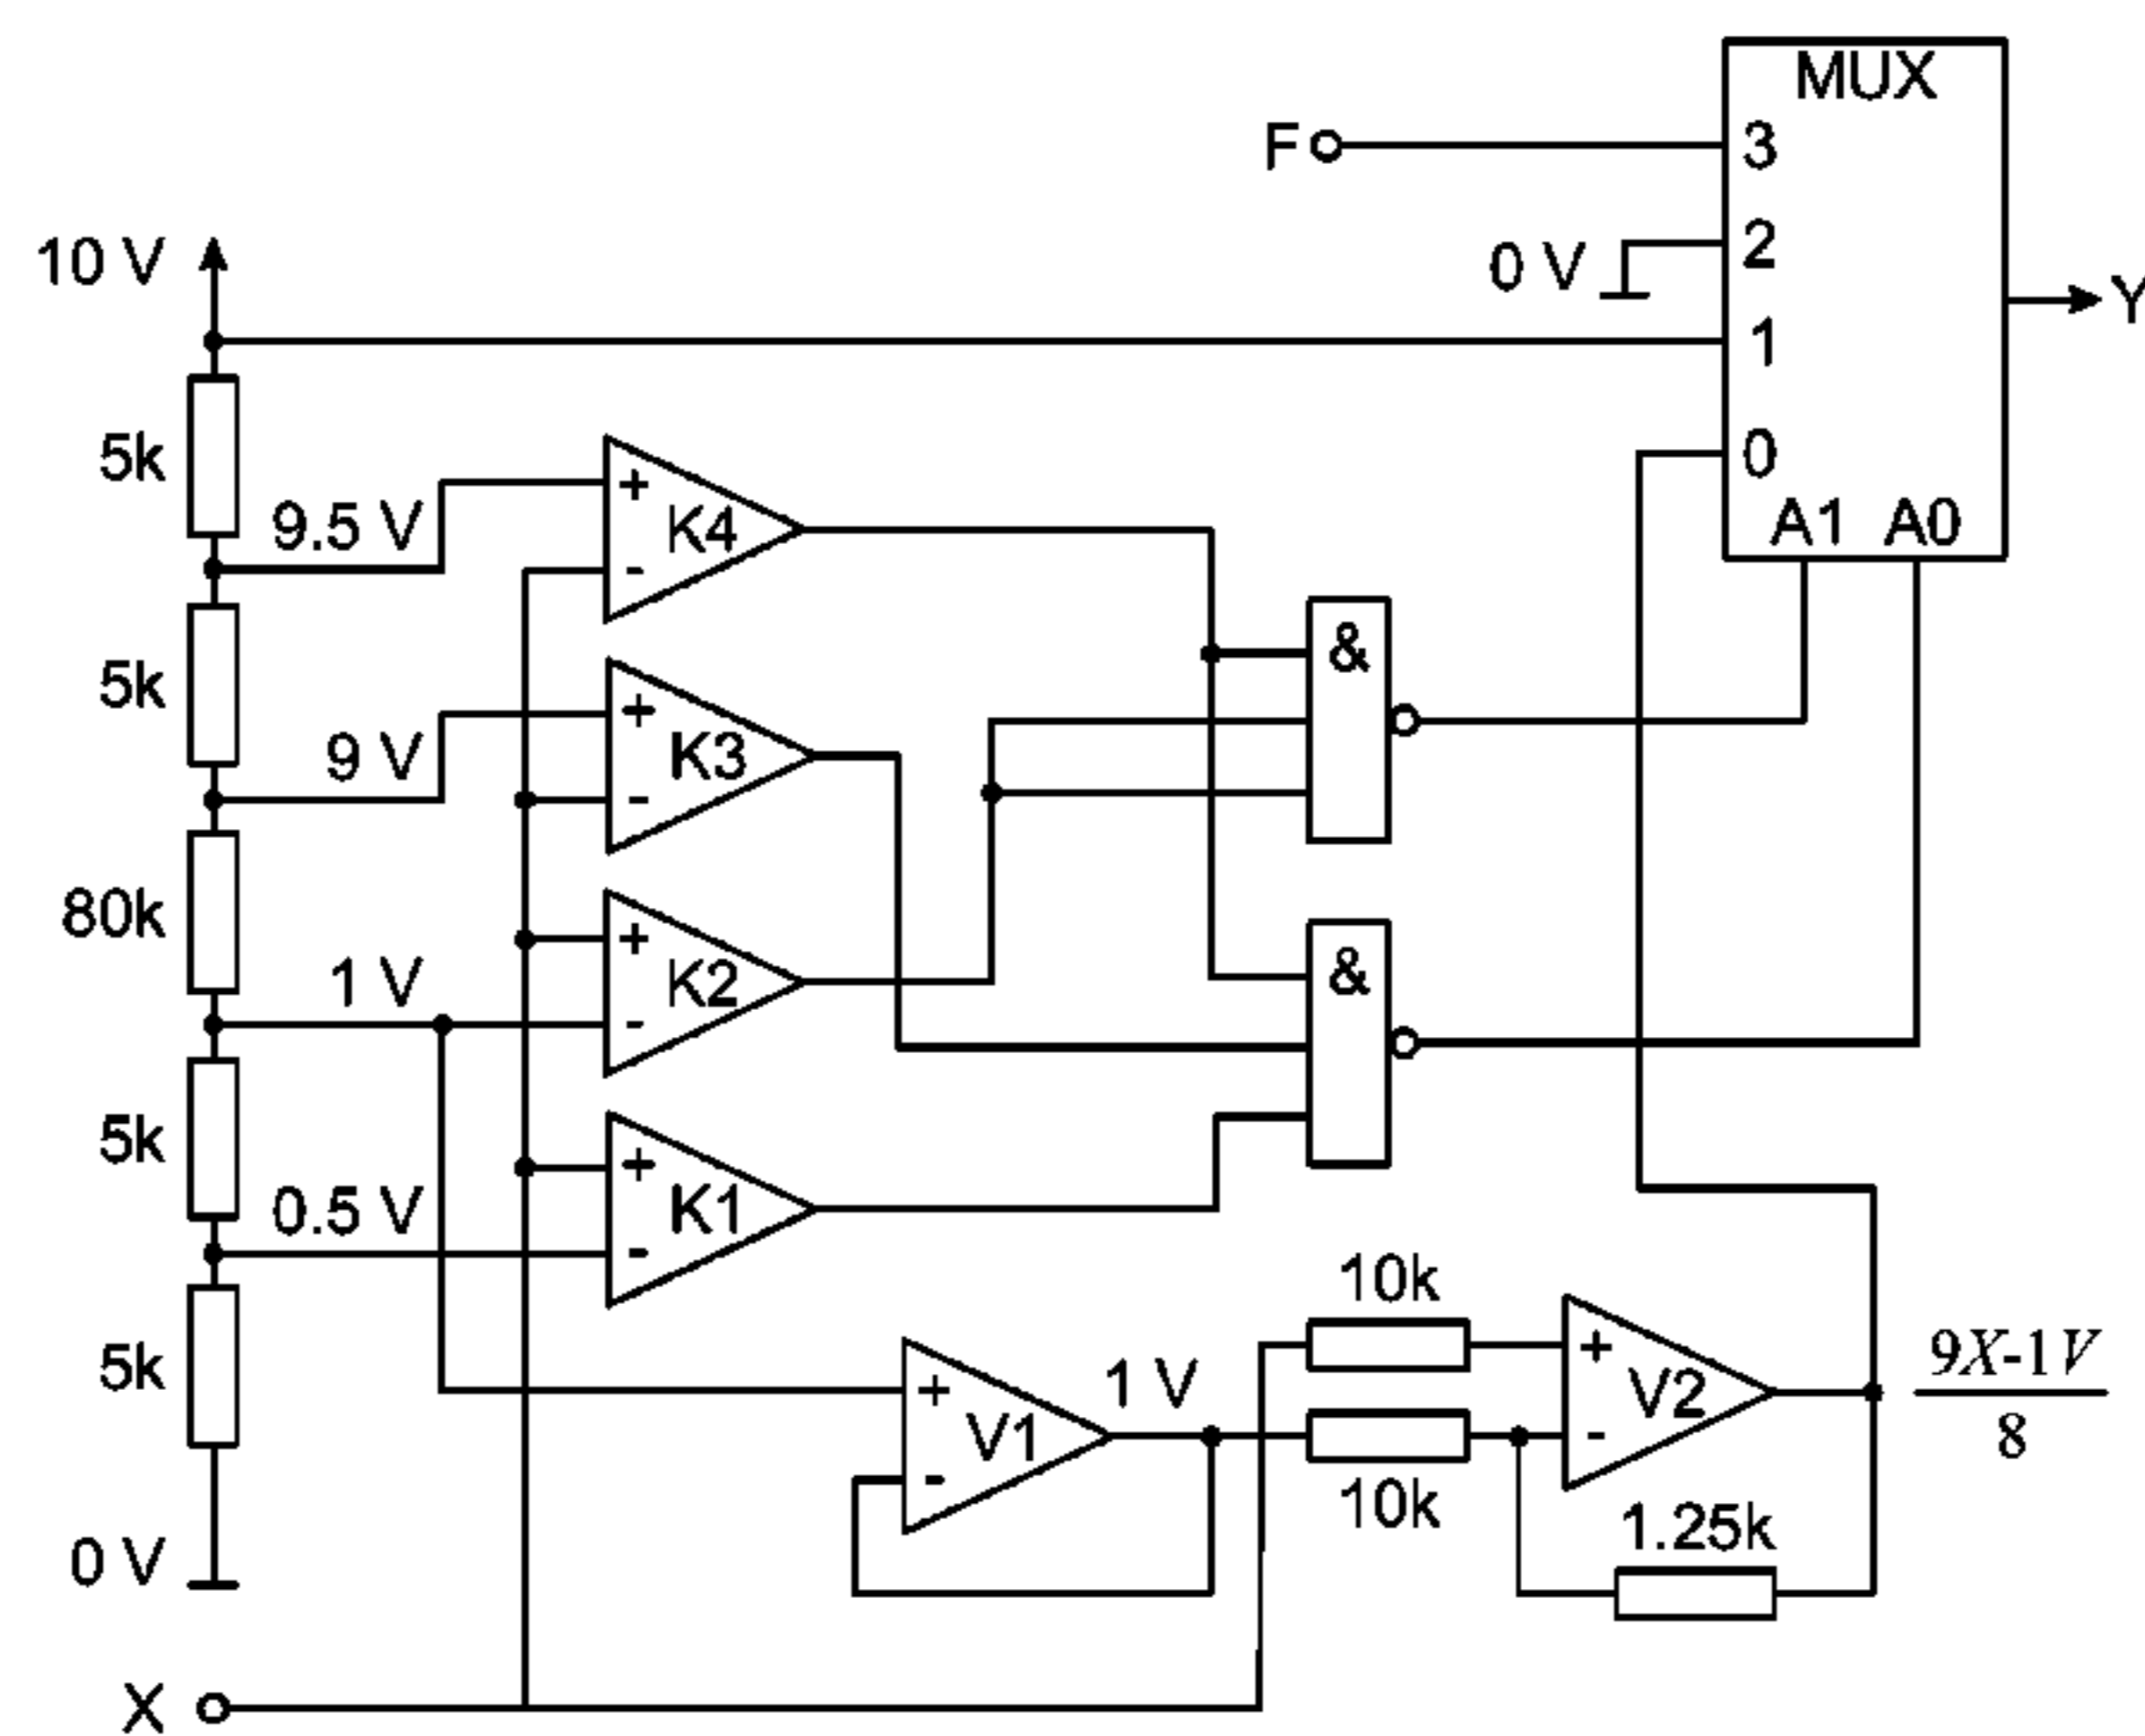 MUX
F 3
10 V 0 V 2
Y
1
5k 0
9.5 V + K4 - A1 A0
&
5k + K3 -
9 V
80k + K2 - &
1 V
5k + K1 -
0.5 V
10k
5k + V1 - 1 V + V2 - 9X-1V
8
10k
1.25k
0 V
X